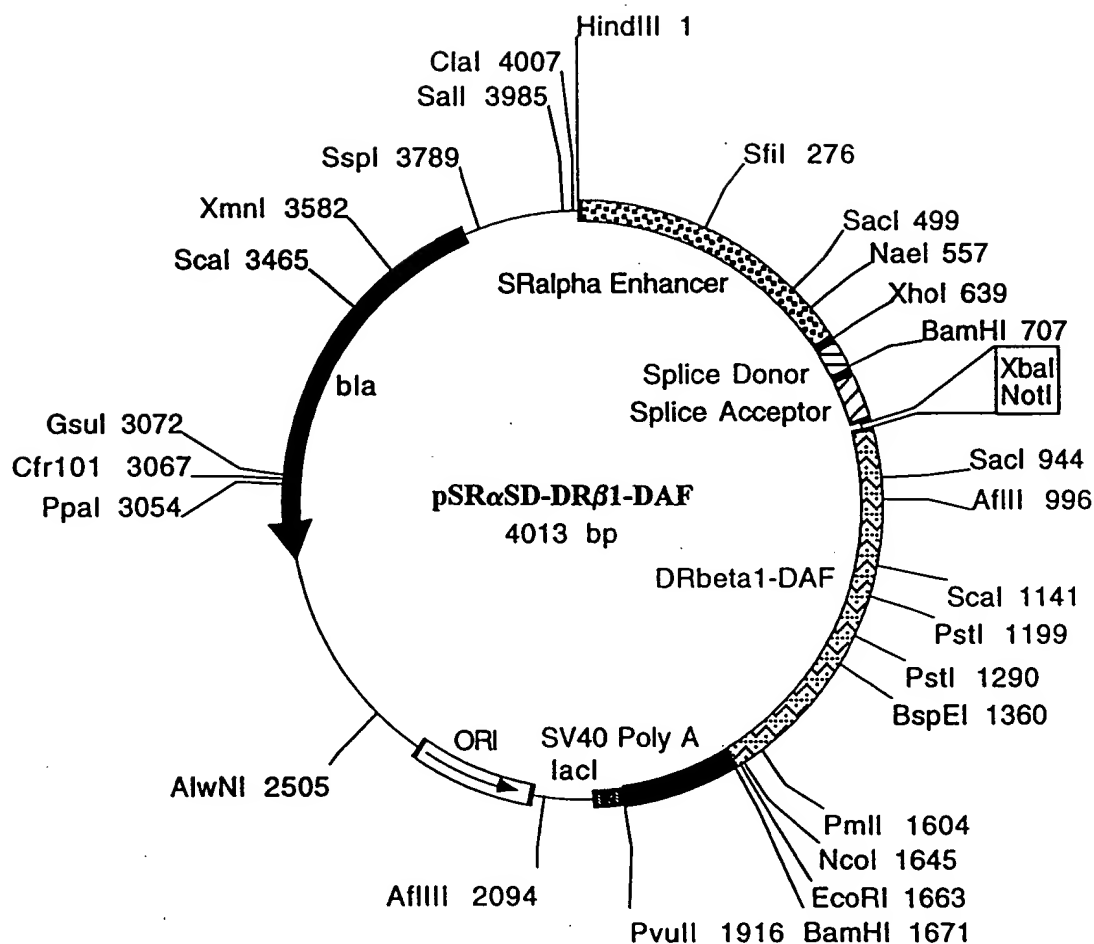 HindIII 1
ClaI 4007
SalI 3985
SspI 3789
SfiI 276
XmnI 3582
SacI 499
ScaI 3465
NaeI 557
SRalpha Enhancer
XhoI 639
BamHI 707
Splice Donor
XbaI
NotI
bla
Splice Acceptor
GsuI 3072
Cfr101 3067
PpaI 3054
SacI 944
pSRαSD-DRβ1-DAF
AflII 996
4013 bp
DRbeta1-DAF
ScaI 1141
PstI 1199
PstI 1290
BspEI 1360
ORI
SV40 Poly A
lacI
AlwNI 2505
PmlI 1604
NcoI 1645
AflIII 2094
EcoRI 1663
PvuII 1916
BamHI 1671